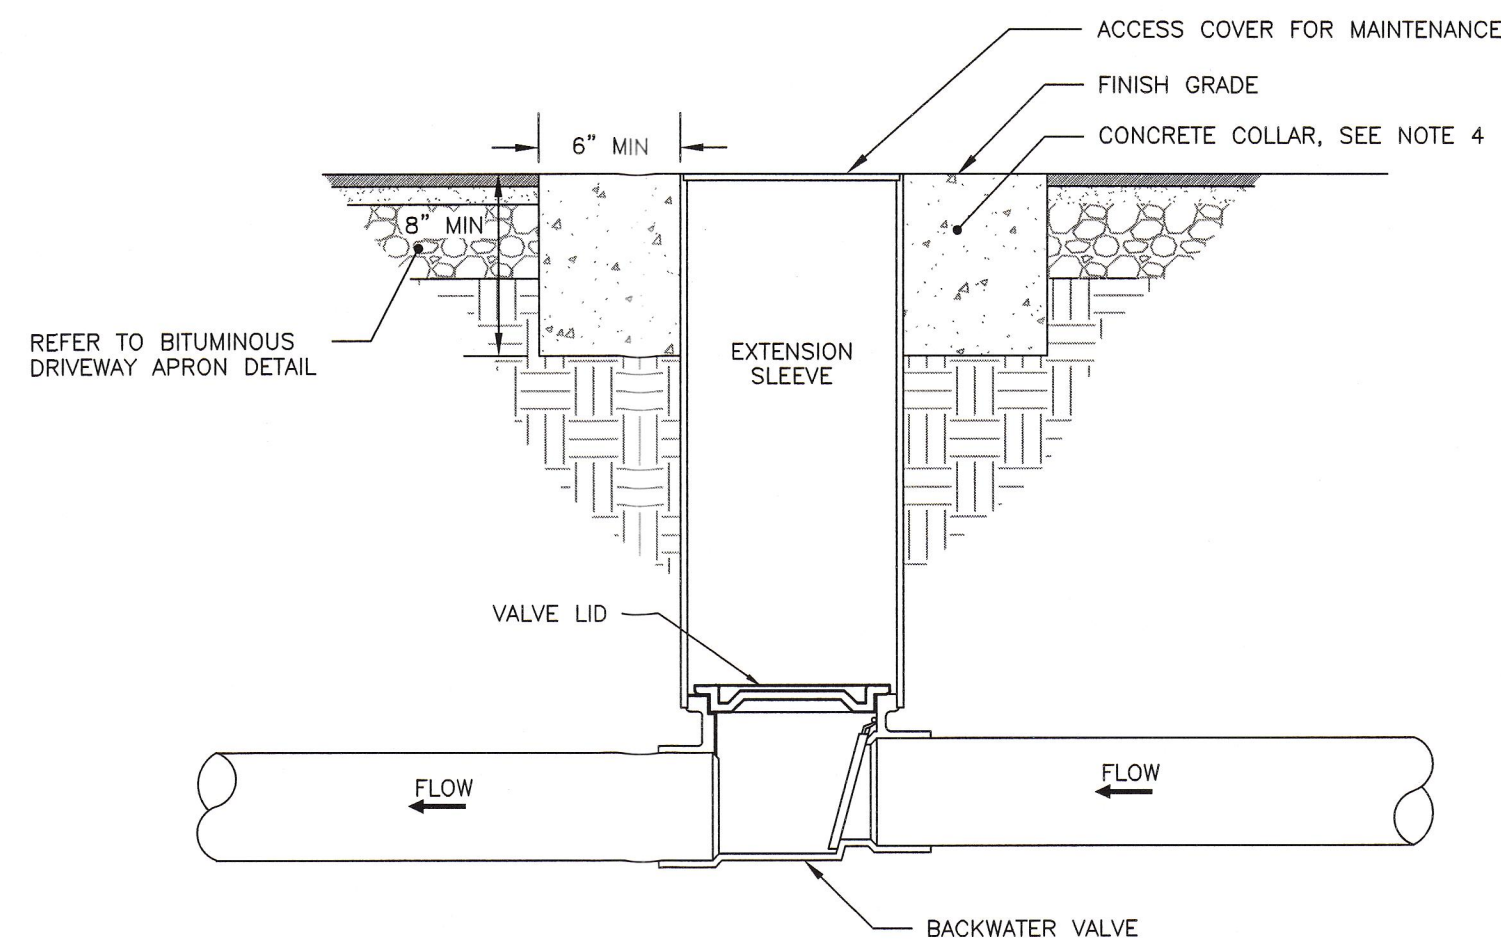 ACCESS COVER FOR MAINTENANCE
FINISH GRADE
CONCRETE COLLAR, SEE NOTE 4
6" MIN
8" MIN
REFER TO BITUMINOUS
DRIVEWAY APRON DETAIL
EXTENSION
SLEEVE
VALVE LID
FLOW
FLOW
BACKWATER VALVE